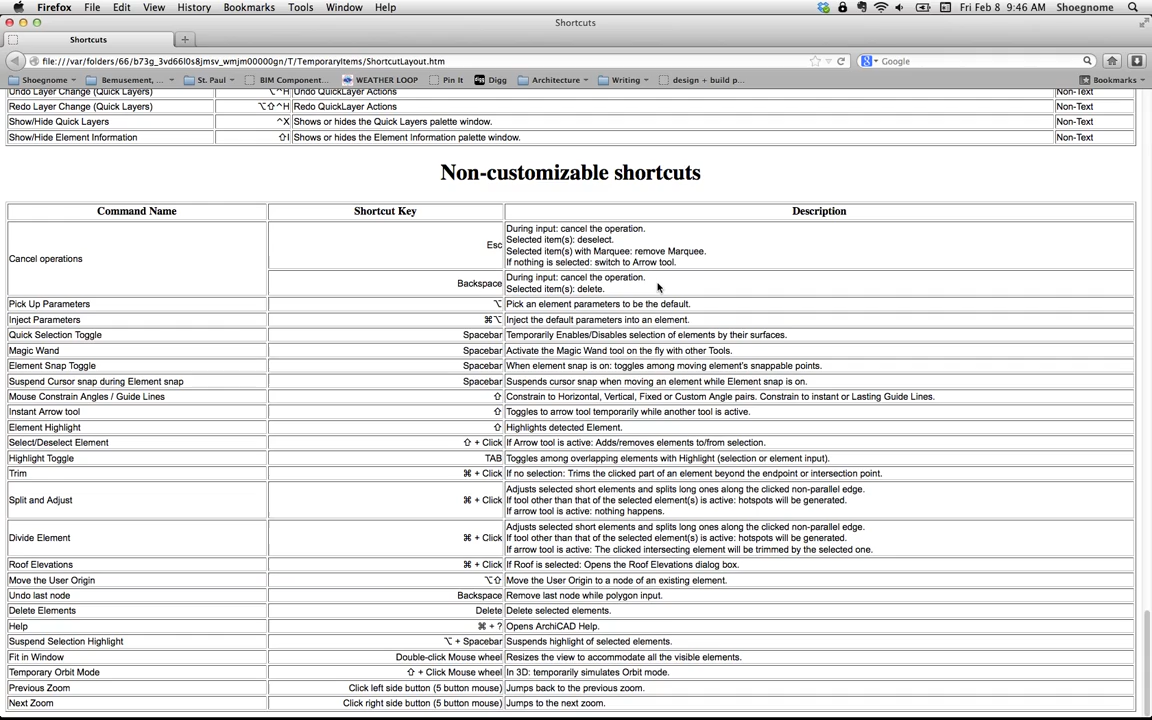 Firefox File Edit View History Bookmarks Tools Window Help Fri Feb 8 9:46 AM Shoegnome
Shortcuts
Shortcuts
file:///var/folders/66/b73g_3vd66l0s8jmsv_wmjm00000gn/T/TemporaryItems/ShortcutLayout.htm Google
Shoegnome Bemusement, ... St. Paul BIM Component... WEATHER LOOP Pin It Digg Architecture Writing design + build p... Bookmarks
Undo Layer Change (Quick Layers) ⌥^H Undo QuickLayer Actions Non-Text
Redo Layer Change (Quick Layers) ⌥⇧^H Redo QuickLayer Actions Non-Text
Show/Hide Quick Layers ^X Shows or hides the Quick Layers palette window. Non-Text
Show/Hide Element Information ⇧I Shows or hides the Element Information palette window. Non-Text
Non-customizable shortcuts
Command Name Shortcut Key Description
Cancel operations Esc During input: cancel the operation.
Selected item(s): deselect.
Selected item(s) with Marquee: remove Marquee.
If nothing is selected: switch to Arrow tool.
Backspace During input: cancel the operation.
Selected item(s): delete.
Pick Up Parameters ⌥ Pick an element parameters to be the default.
Inject Parameters ⌘⌥ Inject the default parameters into an element.
Quick Selection Toggle Spacebar Temporarily Enables/Disables selection of elements by their surfaces.
Magic Wand Spacebar Activate the Magic Wand tool on the fly with other Tools.
Element Snap Toggle Spacebar When element snap is on: toggles among moving element's snappable points.
Suspend Cursor snap during Element snap Spacebar Suspends cursor snap when moving an element while Element snap is on.
Mouse Constrain Angles / Guide Lines ⇧ Constrain to Horizontal, Vertical, Fixed or Custom Angle pairs. Constrain to instant or Lasting Guide Lines.
Instant Arrow tool ⇧ Toggles to arrow tool temporarily while another tool is active.
Element Highlight ⇧ Highlights detected Element.
Select/Deselect Element ⇧ + Click If Arrow tool is active: Adds/removes elements to/from selection.
Highlight Toggle TAB Toggles among overlapping elements with Highlight (selection or element input).
Trim ⌘ + Click If no selection: Trims the clicked part of an element beyond the endpoint or intersection point.
Split and Adjust ⌘ + Click Adjusts selected short elements and splits long ones along the clicked non-parallel edge.
If tool other than that of the selected element(s) is active: hotspots will be generated.
If arrow tool is active: nothing happens.
Divide Element ⌘ + Click Adjusts selected short elements and splits long ones along the clicked non-parallel edge.
If tool other than that of the selected element(s) is active: hotspots will be generated.
If arrow tool is active: The clicked intersecting element will be trimmed by the selected one.
Roof Elevations ⌘ + Click If Roof is selected: Opens the Roof Elevations dialog box.
Move the User Origin ⌥⇧ Move the User Origin to a node of an existing element.
Undo last node Backspace Remove last node while polygon input.
Delete Elements Delete Delete selected elements.
Help ⌘ + ? Opens ArchiCAD Help.
Suspend Selection Highlight ⌥ + Spacebar Suspends highlight of selected elements.
Fit in Window Double-click Mouse wheel Resizes the view to accommodate all the visible elements.
Temporary Orbit Mode ⇧ + Click Mouse wheel In 3D: temporarily simulates Orbit mode.
Previous Zoom Click left side button (5 button mouse) Jumps back to the previous zoom.
Next Zoom Click right side button (5 button mouse) Jumps to the next zoom.